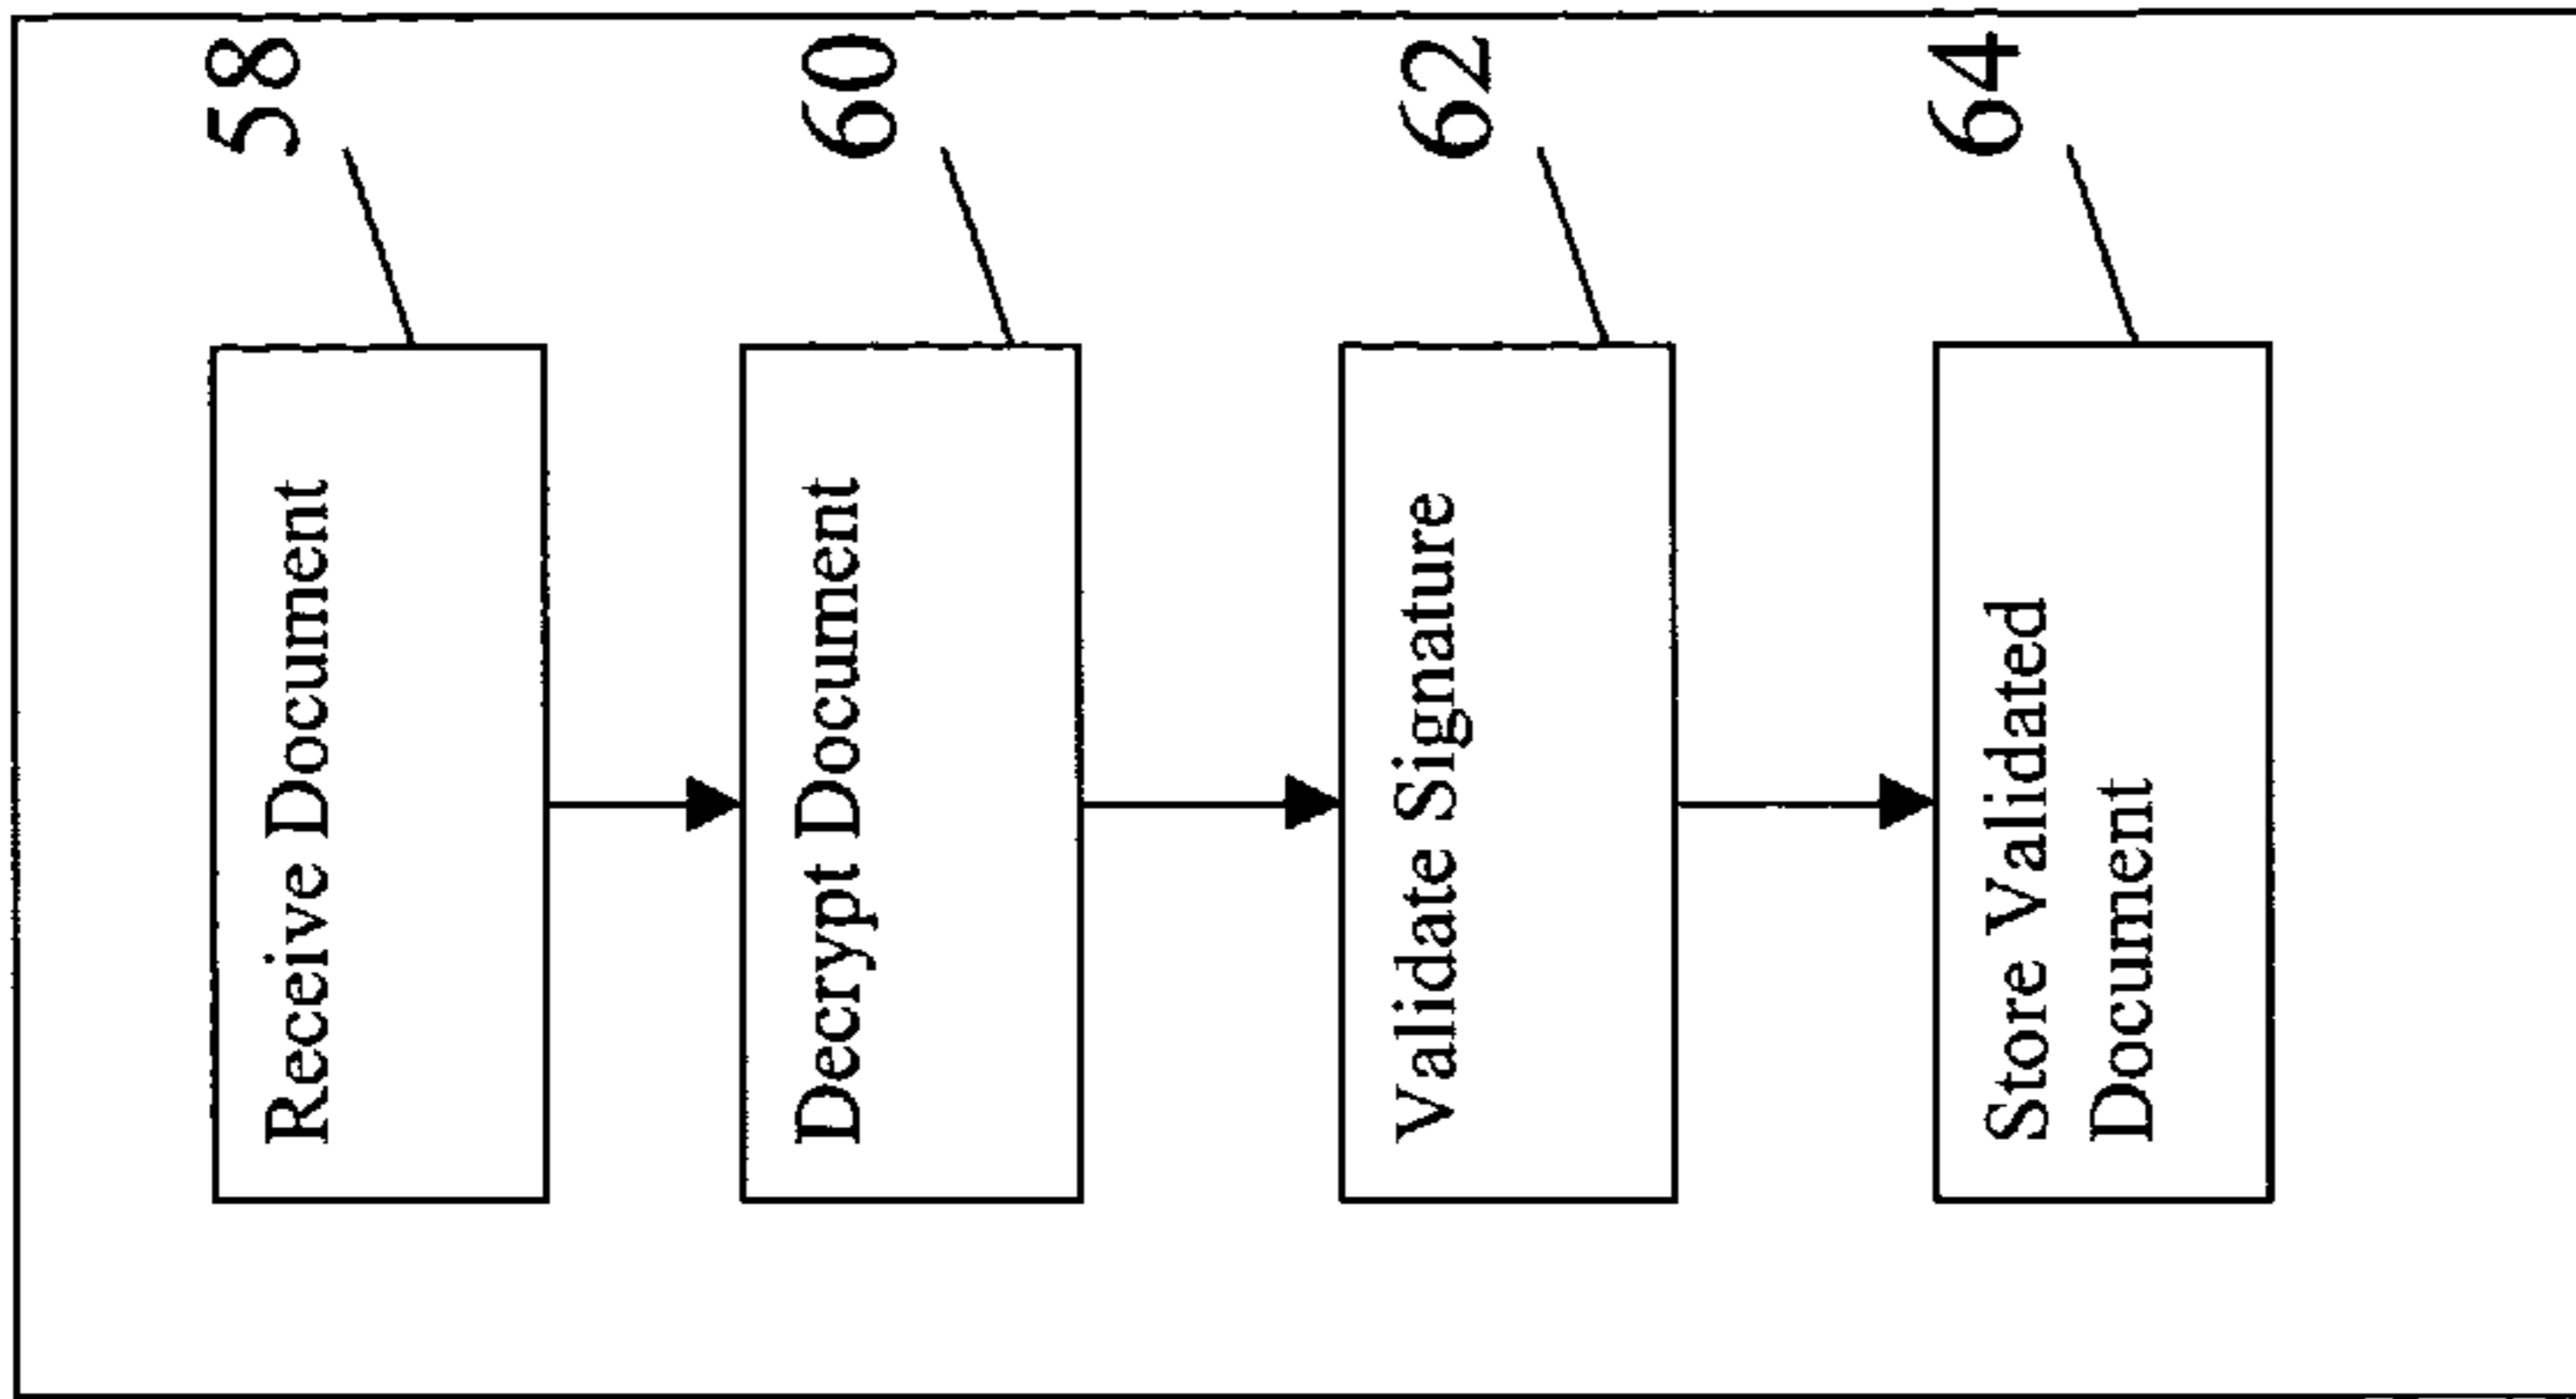 58
Receive Document
60
Decrypt Document
62
Validate Signature
64
Store Validated
Document